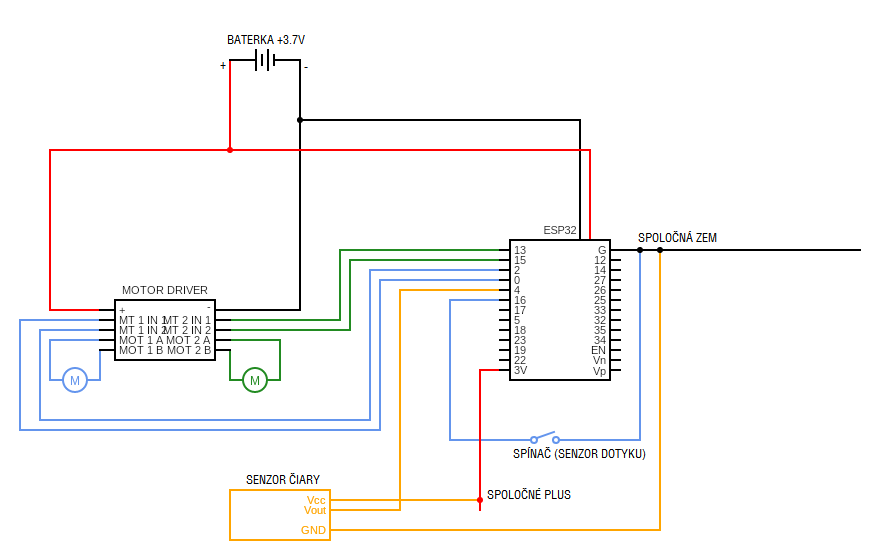 BATERKA +3.7V
+
-
ESP32
SPOLOČNÁ ZEM
13
15
2
0
4
16
17
5
18
23
19
22
3V
G
12
14
27
26
25
33
32
35
34
EN
Vn
Vp
MOTOR DRIVER
+ -
MT 1 IN 1 MT 2 IN 1
MT 1 IN 2 MT 2 IN 2
MOT 1 A MOT 2 A
MOT 1 B MOT 2 B
M
M
SPÍNAČ (SENZOR DOTYKU)
SENZOR ČIARY
Vcc
Vout
GND
SPOLOČNÉ PLUS